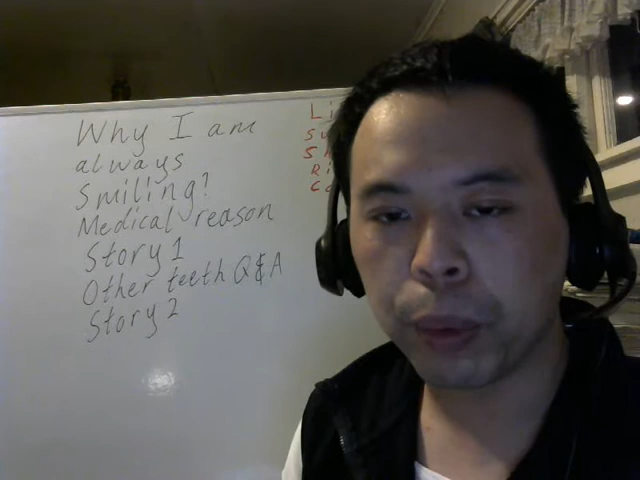 Why I am
always
Smiling?
Medical reason
Story 1
Other teeth Q&A
Story 2